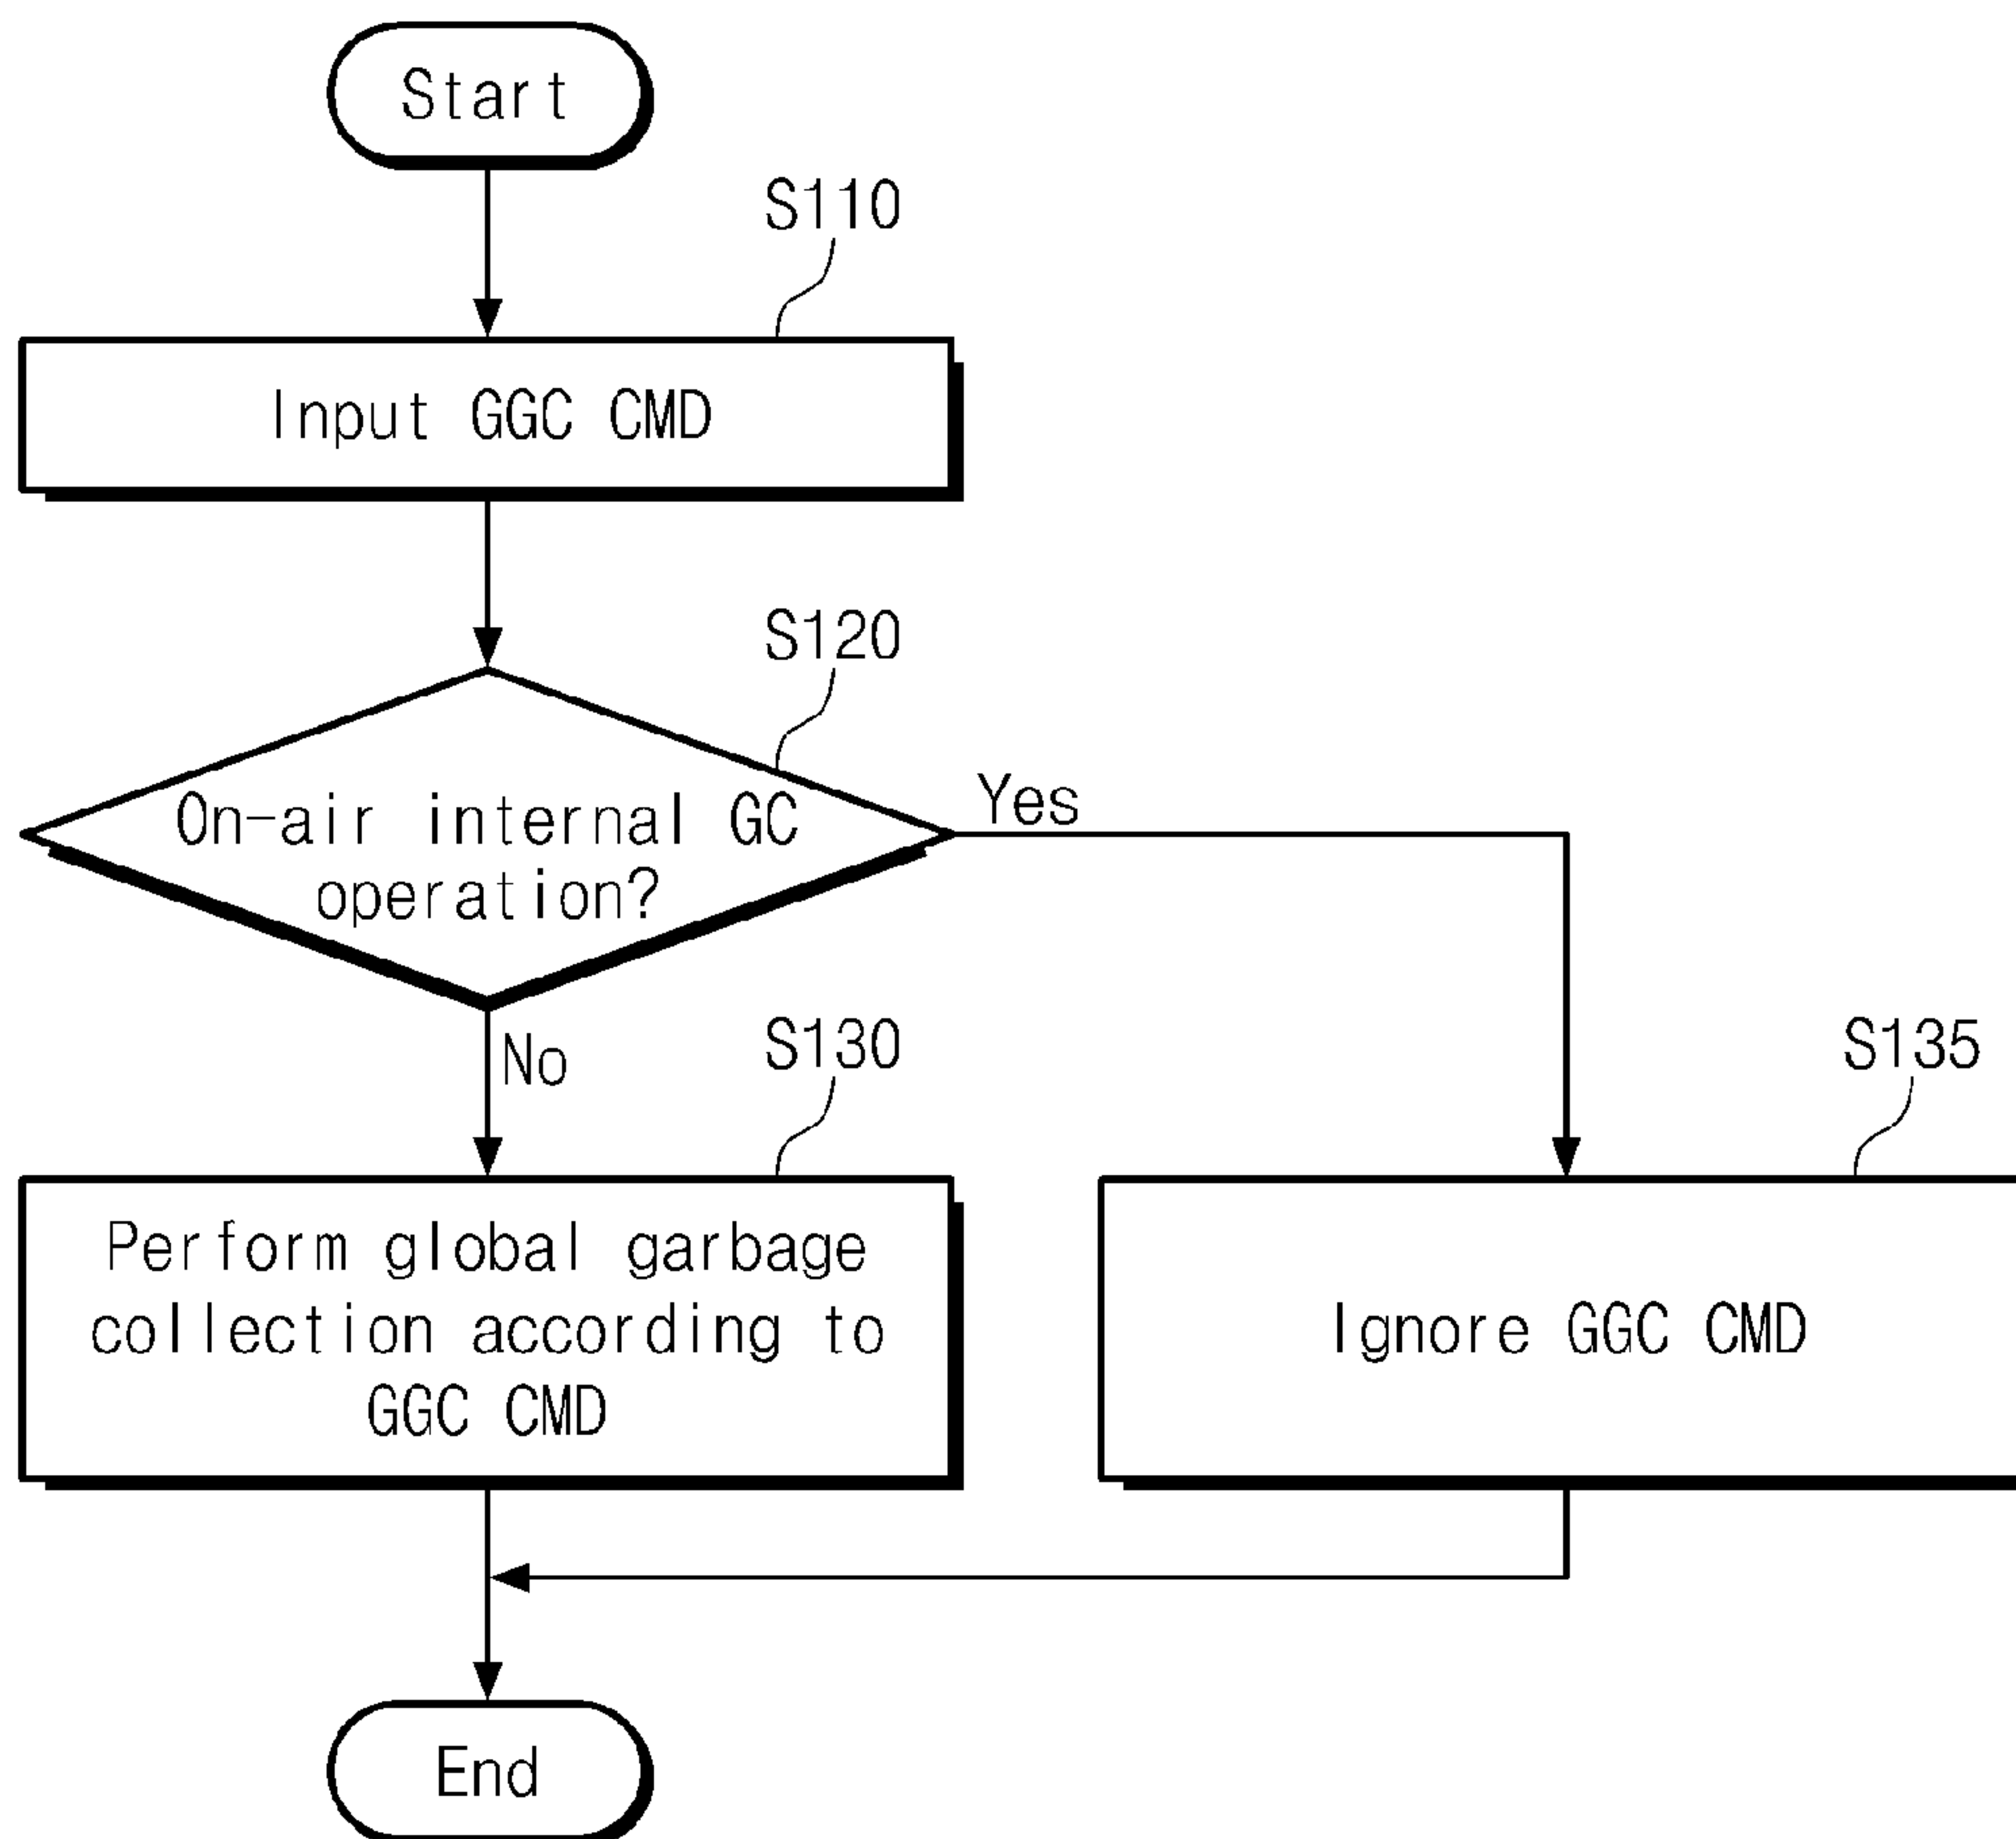 Start
S110
Input GGC CMD
S120
On-air internal GC
operation?
Yes
No
S130
S135
Perform global garbage
collection according to
GGC CMD
Ignore GGC CMD
End